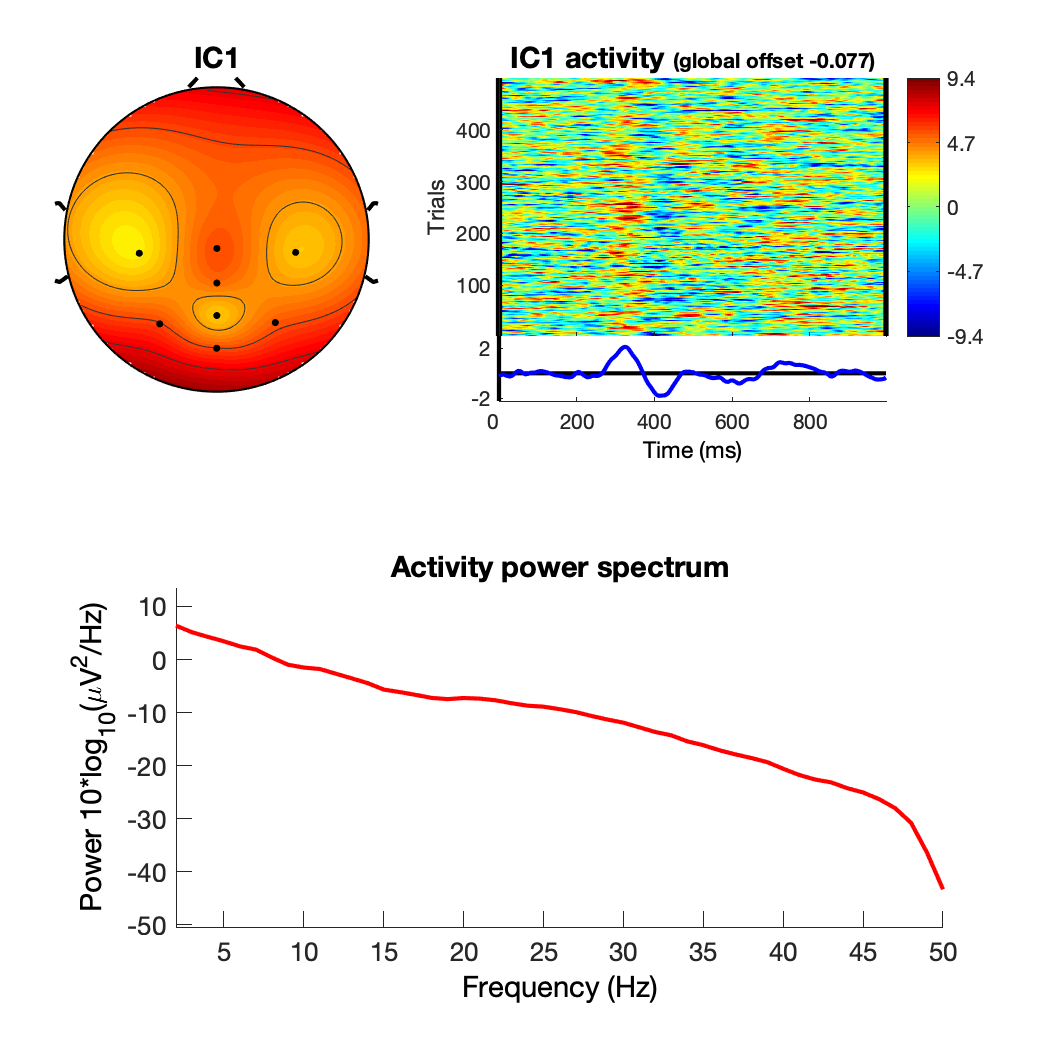 IC1
IC1 activity (global offset -0.077)
Trials
400
300
200
100
9.4
4.7
0
-4.7
-9.4
2
-2
0 200 400 600 800
Time (ms)
Activity power spectrum
Power 10*log10(μV2/Hz)
10
0
-10
-20
-30
-40
-50
5 10 15 20 25 30 35 40 45 50
Frequency (Hz)